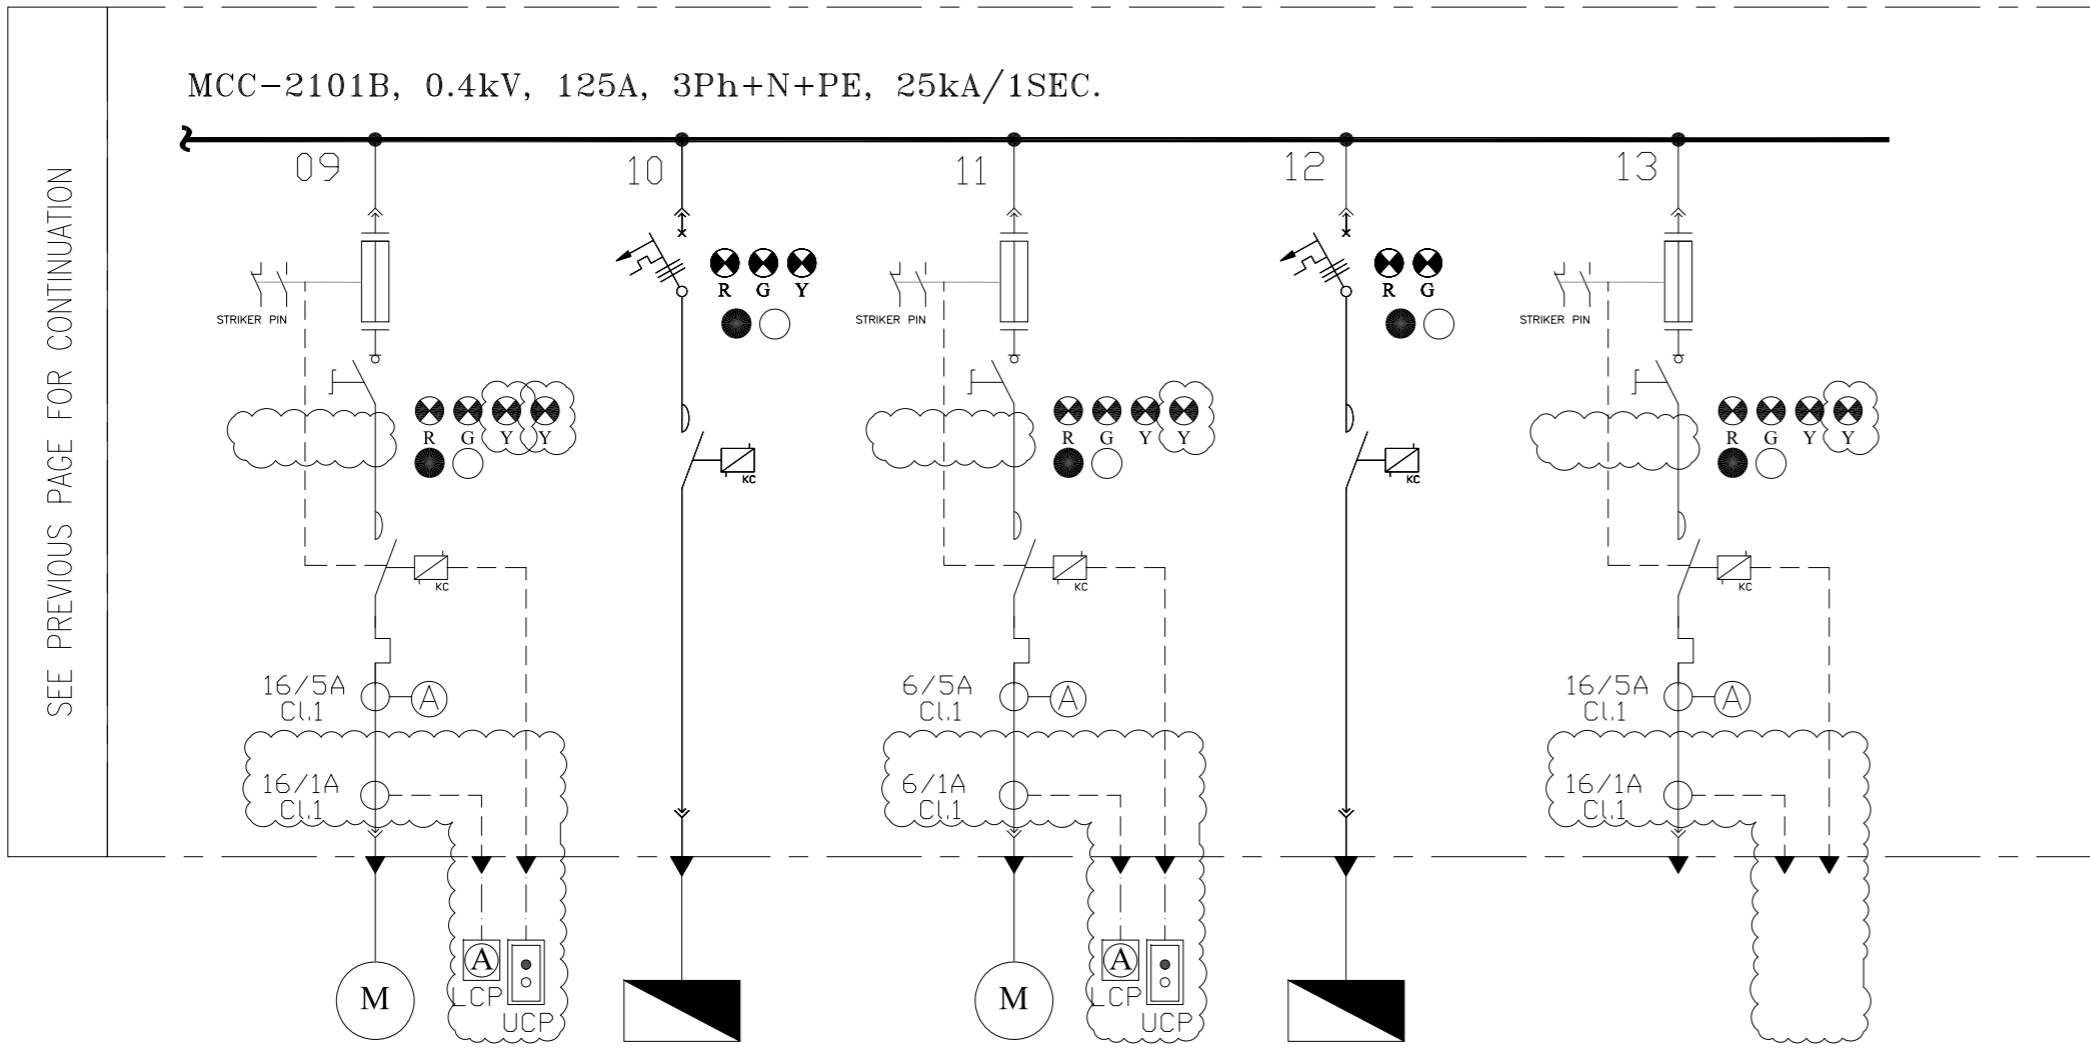 MCC-2101B, 0.4kV, 125A, 3Ph+N+PE, 25kA/1SEC.
SEE PREVIOUS PAGE FOR CONTINUATION
09
10
11
12
13
R G Y
R G
STRIKER PIN
STRIKER PIN
STRIKER PIN
R G Y Y
R G Y Y
R G Y Y
KC
KC
KC
KC
KC
16/5A
Cl.1
A
6/5A
Cl.1
A
16/5A
Cl.1
A
16/1A
Cl.1
6/1A
Cl.1
16/1A
Cl.1
M
A
LCP
UCP
M
A
LCP
UCP